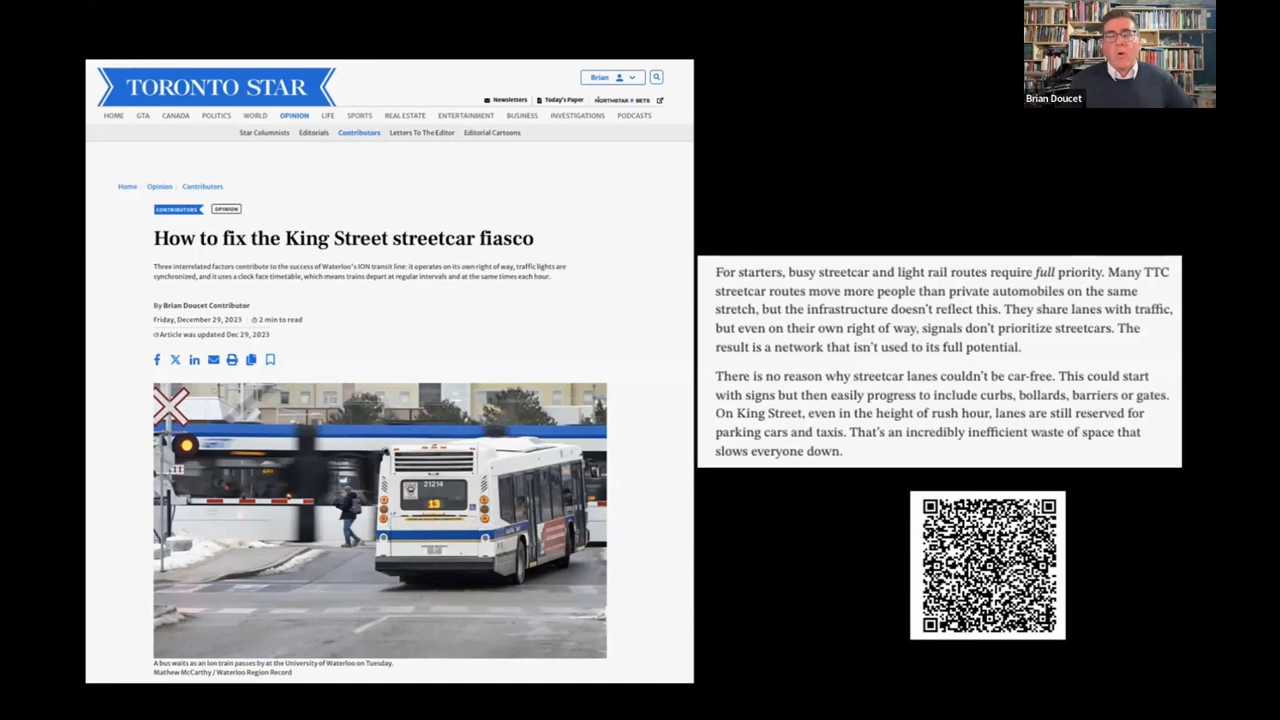 Brian Doucet
TORONTO STAR
Brian
Newsletters
Today's Paper
NORTHSTAR BETS
HOME GTA CANADA POLITICS WORLD OPINION LIFE SPORTS REAL ESTATE ENTERTAINMENT BUSINESS INVESTIGATIONS PODCASTS
Star Columnists Editorials Contributors Letters To The Editor Editorial Cartoons
Home / Opinion / Contributors
CONTRIBUTORS OPINION
How to fix the King Street streetcar fiasco
Three interrelated factors contribute to the success of Waterloo's ION transit line: it operates on its own right of way, traffic lights are
synchronized, and it uses a clock face timetable, which means trains depart at regular intervals and at the same times each hour.
By Brian Doucet Contributor
Friday, December 29, 2023 2 min to read
Article was updated Dec 29, 2023
21214
13
A bus waits as an Ion train passes by at the University of Waterloo on Tuesday.
Mathew McCarthy / Waterloo Region Record
For starters, busy streetcar and light rail routes require full priority. Many TTC
streetcar routes move more people than private automobiles on the same
stretch, but the infrastructure doesn't reflect this. They share lanes with traffic,
but even on their own right of way, signals don't prioritize streetcars. The
result is a network that isn't used to its full potential.
There is no reason why streetcar lanes couldn't be car-free. This could start
with signs but then easily progress to include curbs, bollards, barriers or gates.
On King Street, even in the height of rush hour, lanes are still reserved for
parking cars and taxis. That's an incredibly inefficient waste of space that
slows everyone down.